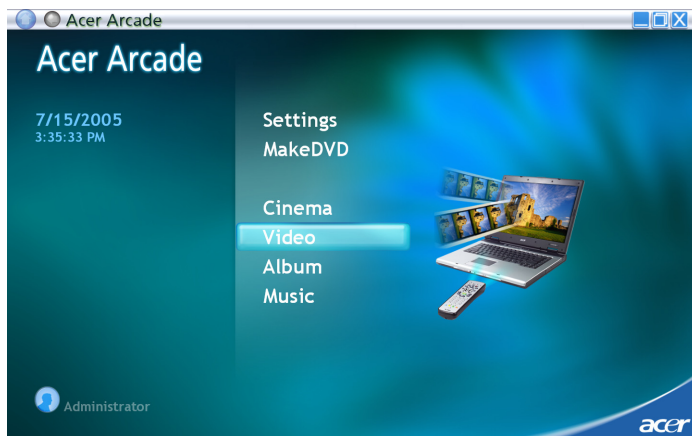 Acer Arcade
Acer Arcade
7/15/2005
3:35:33 PM
Settings
MakeDVD
Cinema
Video
Album
Music
Administrator
acer